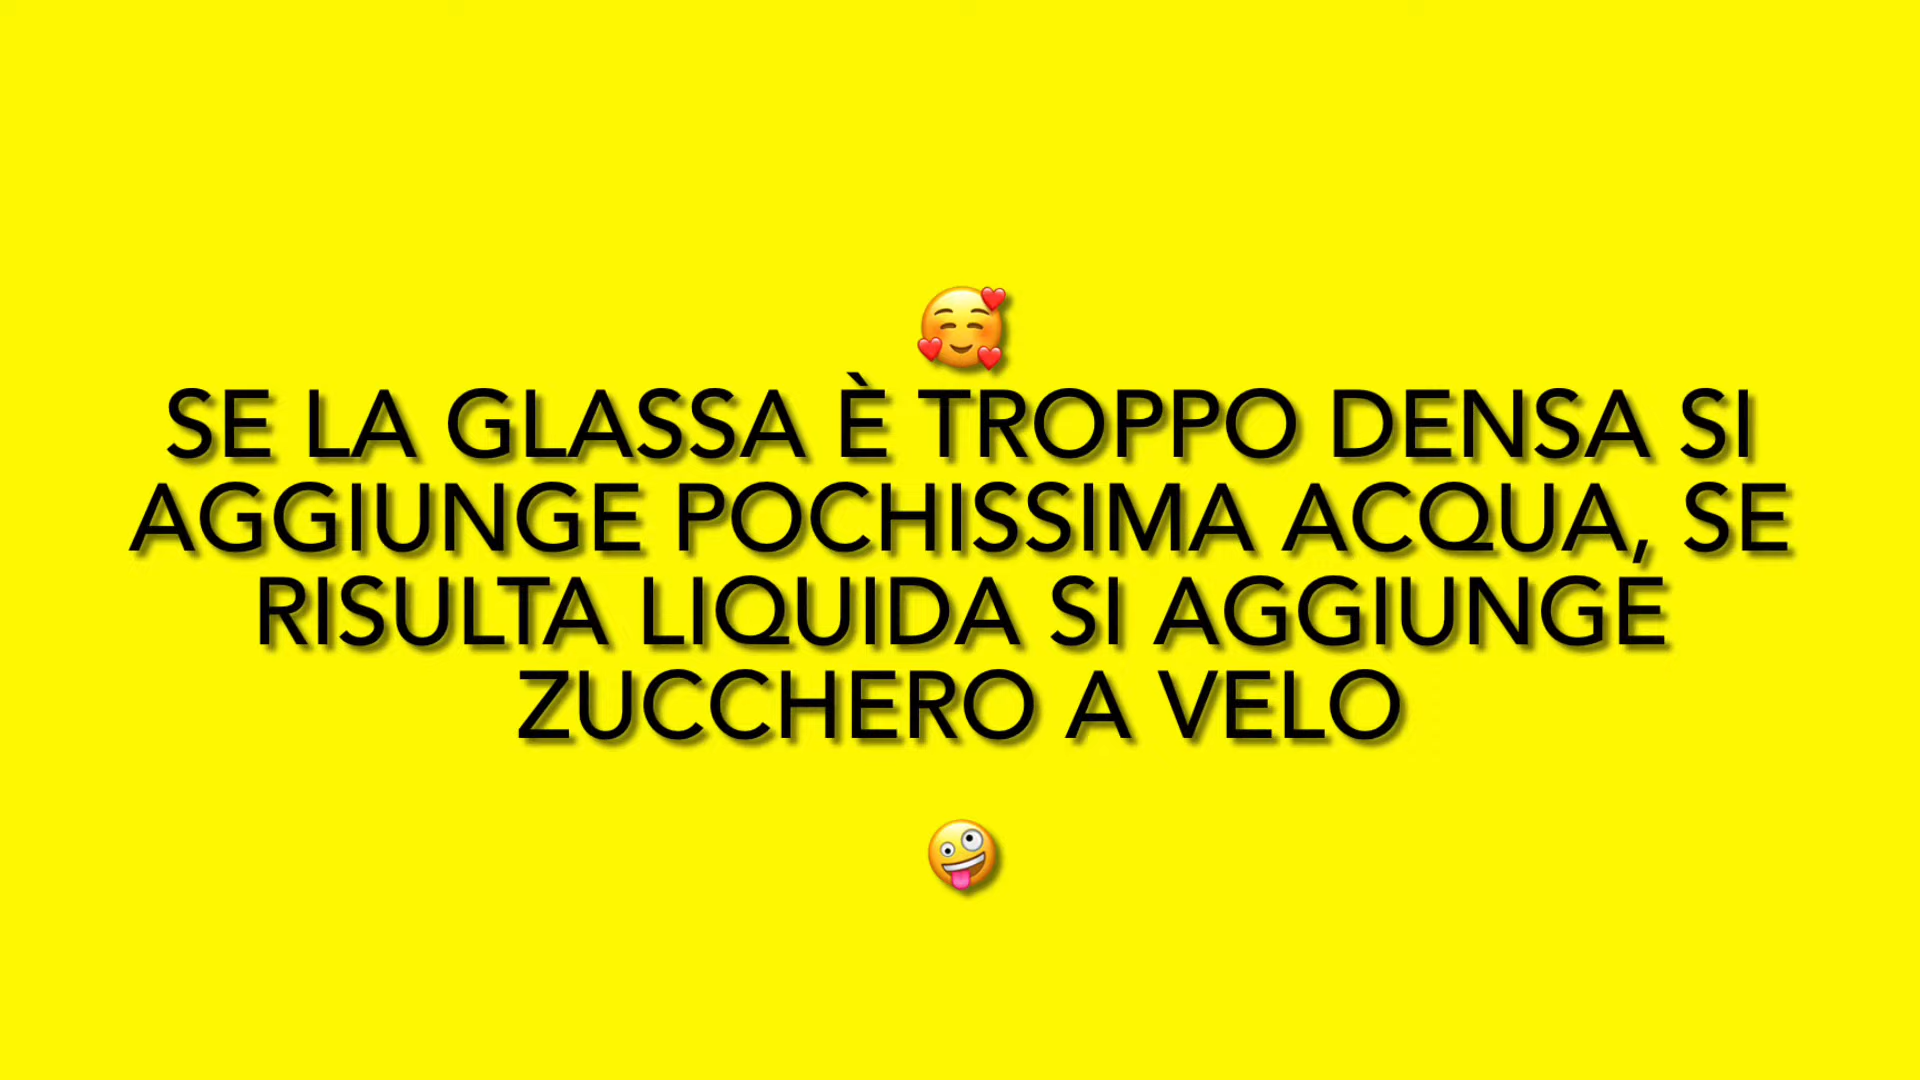 🥰
SE LA GLASSA È TROPPO DENSA SI
AGGIUNGE POCHISSIMA ACQUA, SE
RISULTA LIQUIDA SI AGGIUNGE
ZUCCHERO A VELO
🤪